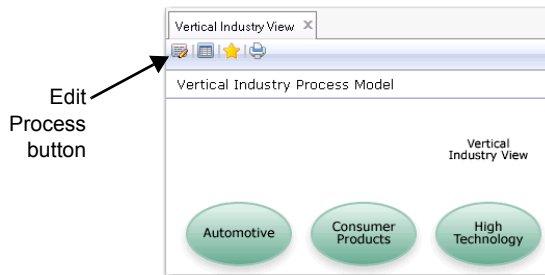 Vertical Industry View X
Edit
Process
button
Vertical Industry Process Model
Vertical
Industry View
Automotive
Consumer
Products
High
Technology